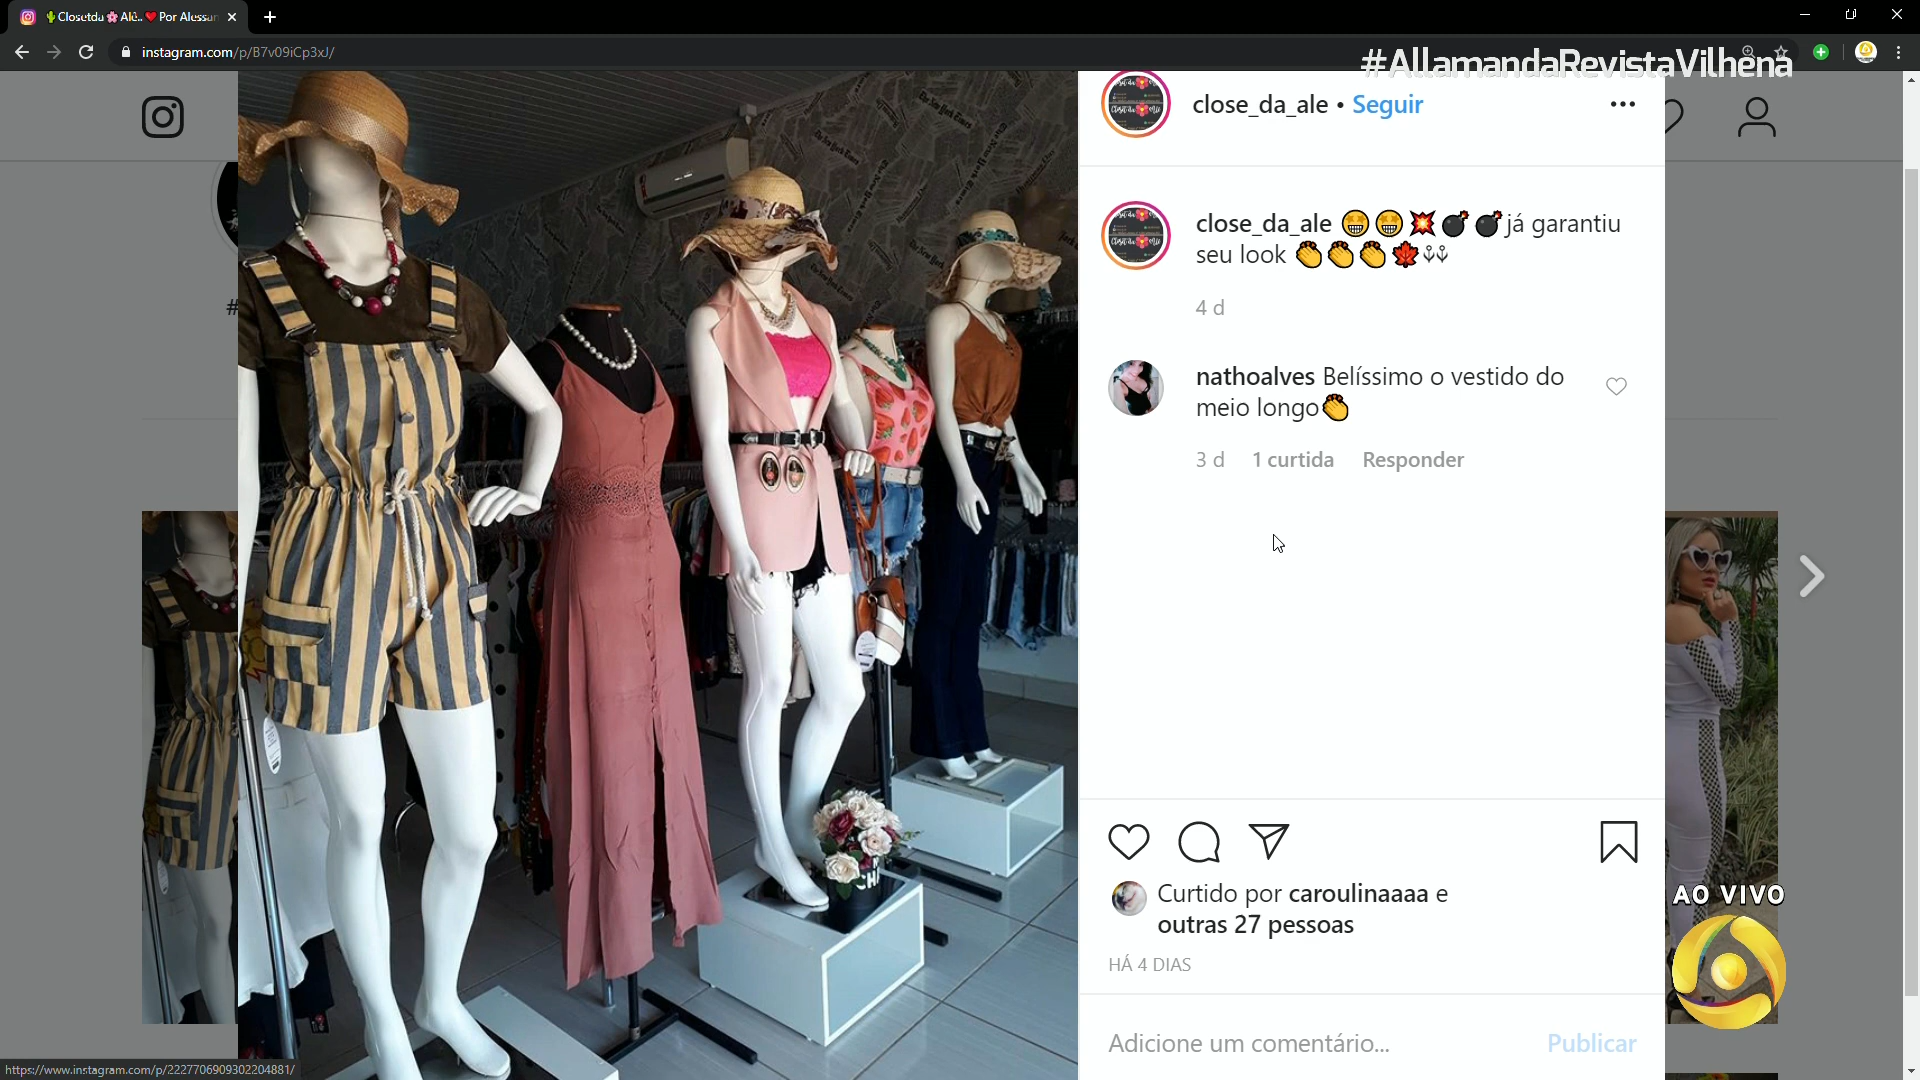 Closetda🌸Alê..❤️Por Alessan
instagram.com/p/B7v09iCp3xJ/
#AllamandaRevistaVilhena
close_da_ale • Seguir
close_da_ale 🤩🤩💥💣💣já garantiu
seu look 👏👏👏🍁⚓⚓
4 d
nathoalves Belíssimo o vestido do
meio longo👏
3 d 1 curtida Responder
#
Curtido por caroulinaaaa e
outras 27 pessoas
HÁ 4 DIAS
AO VIVO
Adicione um comentário... Publicar
https://www.instagram.com/p/2227706909302204881/